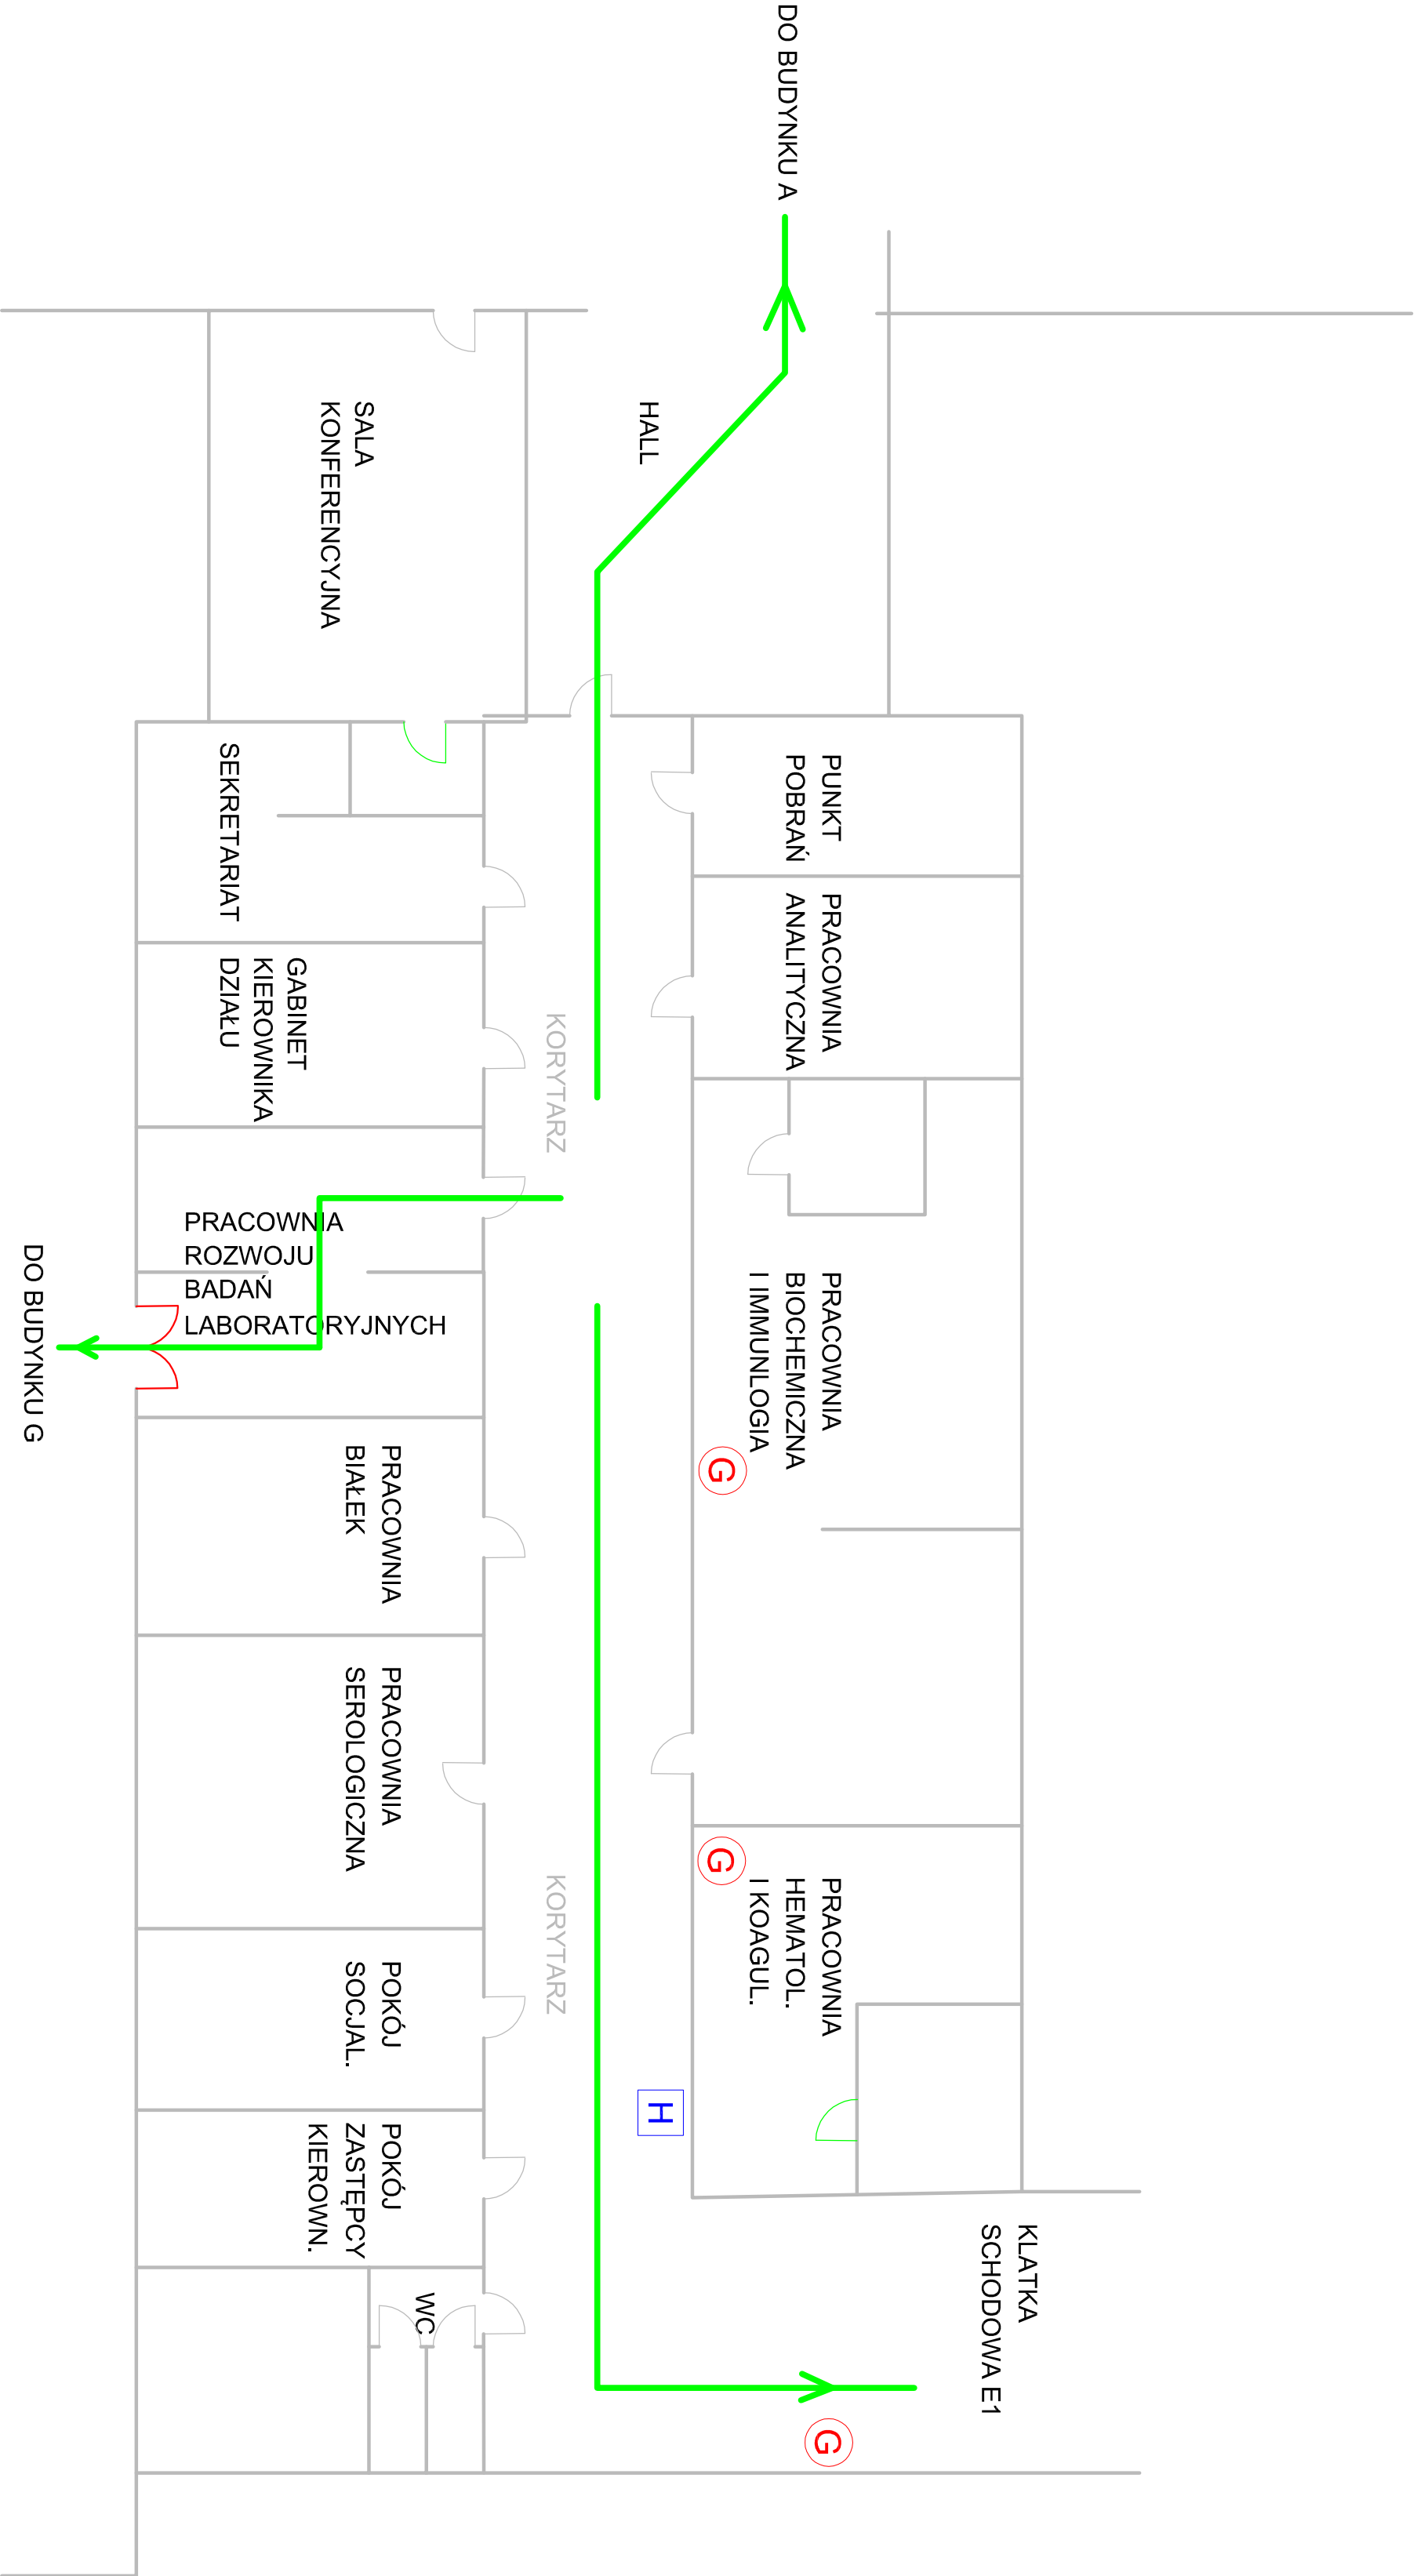 DO BUDYNKU A
HALL
SALA
KONFERENCYJNA
PUNKT
POBRAŃ
PRACOWNIA
ANALITYCZNA
SEKRETARIAT
GABINET
KIEROWNIKA
DZIAŁU
KORYTARZ
PRACOWNIA
ROZWOJU
BADAŃ
LABORATORYJNYCH
DO BUDYNKU G
PRACOWNIA
BIOCHEMICZNA
I IMMUNLOGIA
G
PRACOWNIA
BIAŁEK
PRACOWNIA
SEROLOGICZNA
G
PRACOWNIA
HEMATOL.
I KOAGUL.
KORYTARZ
POKÓJ
SOCJAL.
H
POKÓJ
ZASTĘPCY
KIEROWN.
WC
KLATKA
SCHODOWA E1
G